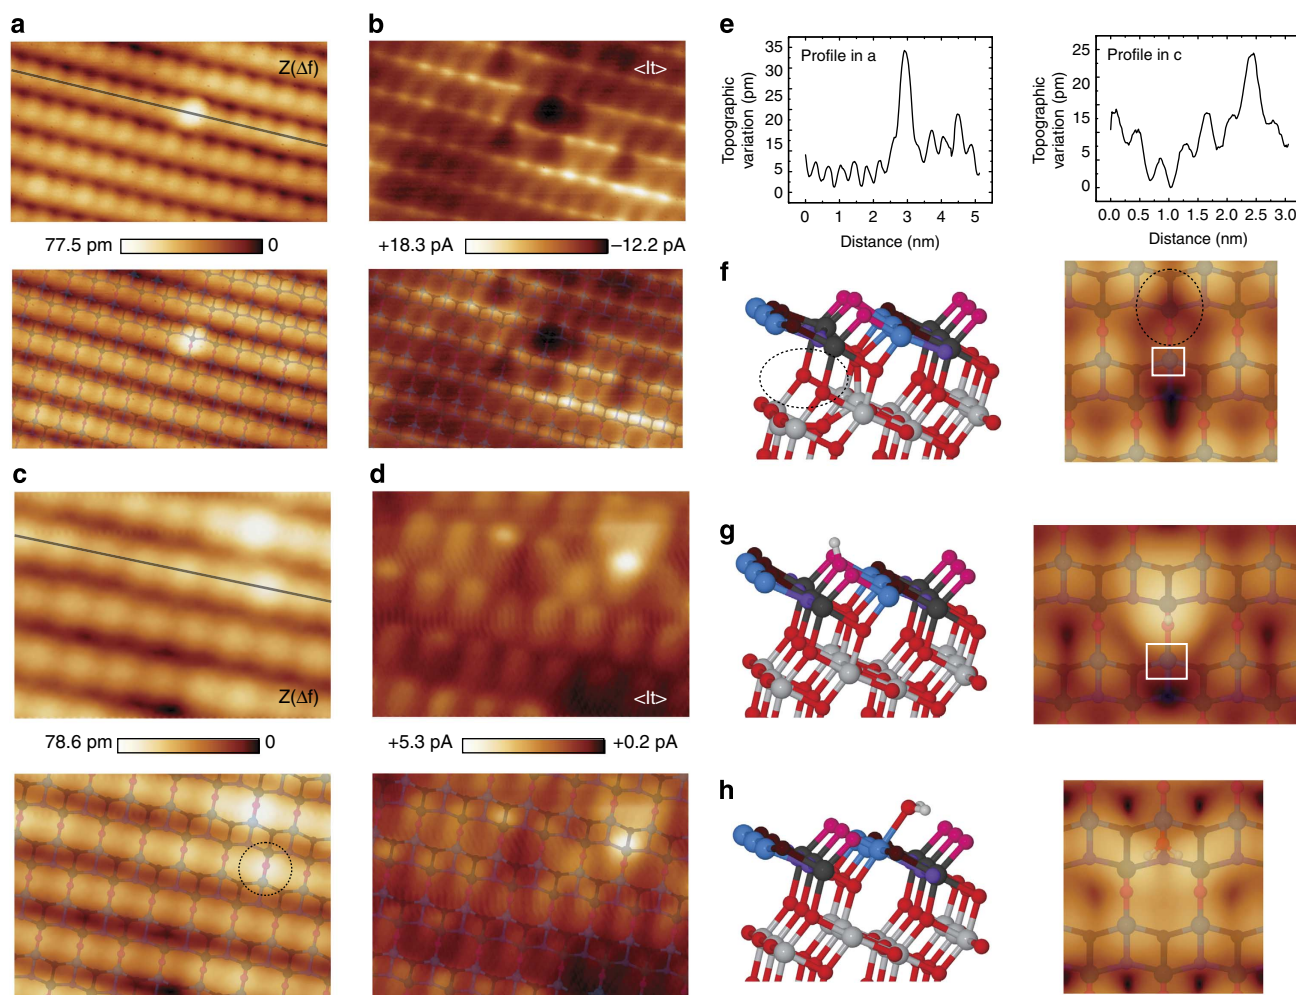 a
Z(Δf)
77.5 pm
0
b
<It>
+18.3 pA
−12.2 pA
c
Z(Δf)
78.6 pm
0
d
<It>
+5.3 pA
+0.2 pA
e
Profile in a
Topographic
variation (pm)
35
30
20
20
15
10
5
0
0
1
2
3
4
5
Distance (nm)
Profile in c
Topographic
variation (pm)
25
20
15
10
5
0
0.0
0.5
1.0
1.5
2.0
2.5
3.0
Distance (nm)
f
g
h